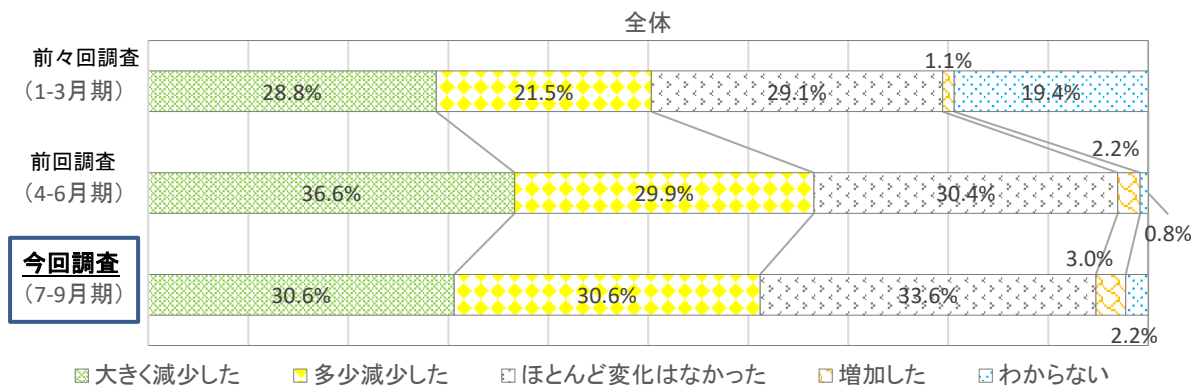 全体
前々回調査
（1-3月期）
28.8%
21.5%
29.1%
1.1%
19.4%
前回調査
（4-6月期）
36.6%
29.9%
30.4%
2.2%
0.8%
今回調査
（7-9月期）
30.6%
30.6%
33.6%
3.0%
2.2%
大きく減少した 多少減少した ほとんど変化はなかった 増加した わからない